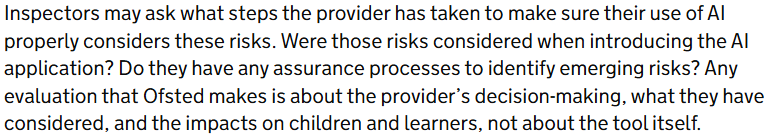 Inspectors may ask what steps the provider has taken to make sure their use of AI
properly considers these risks. Were those risks considered when introducing the AI
application? Do they have any assurance processes to identify emerging risks? Any
evaluation that Ofsted makes is about the provider's decision-making, what they have
considered, and the impacts on children and learners, not about the tool itself.